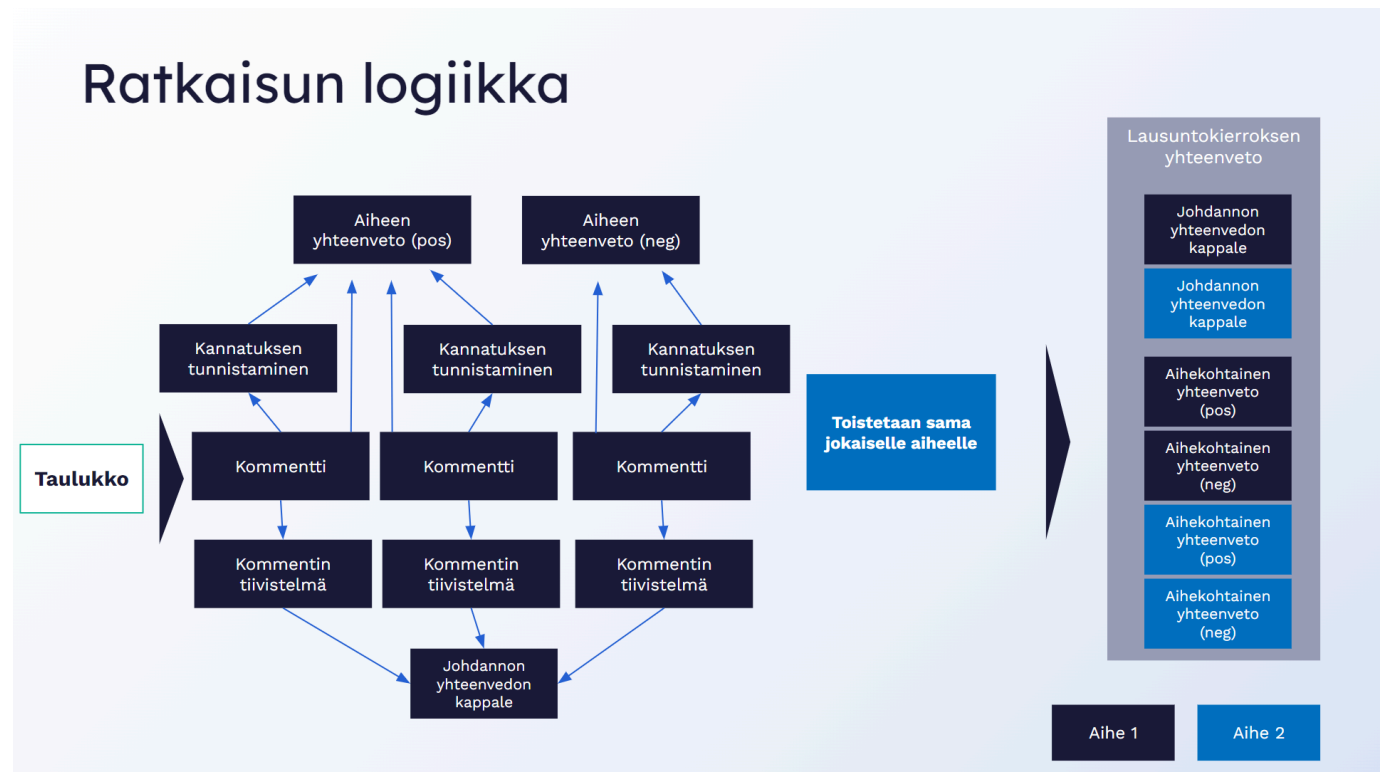 Ratkaisun logiikka
Aiheen
yhteenveto (pos)
Aiheen
yhteenveto (neg)
Kannatuksen
tunnistaminen
Kannatuksen
tunnistaminen
Kannatuksen
tunnistaminen
Taulukko
Kommentti
Kommentti
Kommentti
Kommentin
tiivistelmä
Kommentin
tiivistelmä
Kommentin
tiivistelmä
Johdannon
yhteenvedon
kappale
Toistetaan sama
jokaiselle aiheelle
Lausuntokierroksen
yhteenveto
Johdannon
yhteenvedon
kappale
Johdannon
yhteenvedon
kappale
Aihekohtainen
yhteenveto
(pos)
Aihekohtainen
yhteenveto
(neg)
Aihekohtainen
yhteenveto
(pos)
Aihekohtainen
yhteenveto
(neg)
Aihe 1
Aihe 2